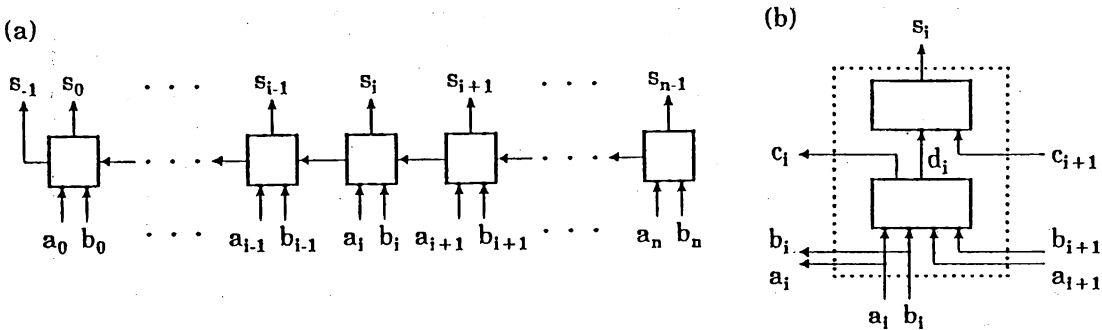 (a)
s-1 s0 · · · si-1 si si+1 · · · sn-1
· · · · · ·
a0 b0 · · · ai-1 bi-1 ai bi ai+1 bi+1 · · · an bn
(b)
si
ci di ci+1
bi bi+1
ai ai+1
ai bi